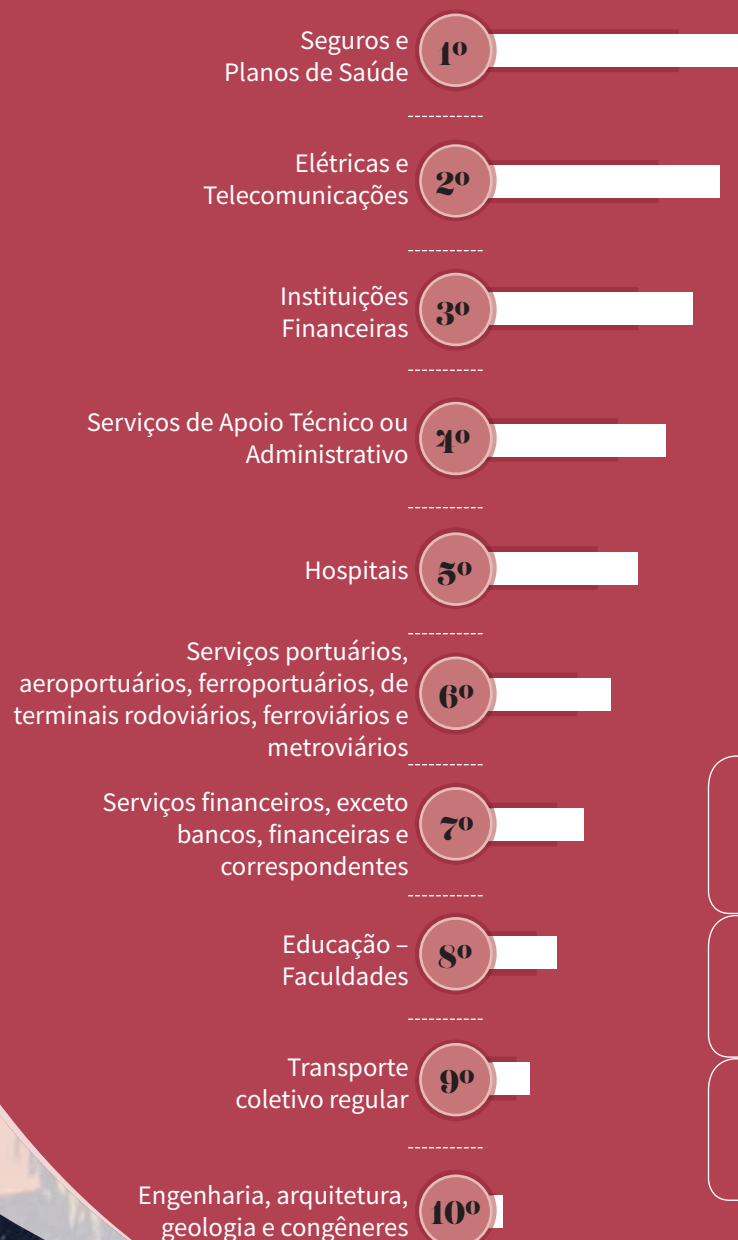 Seguros e
Planos de Saúde
1º
-----------
Elétricas e
Telecomunicações
2º
-----------
Instituições
Financeiras
3º
-----------
Serviços de Apoio Técnico ou
Administrativo
4º
-----------
Hospitais
5º
-----------
Serviços portuários,
aeroportuários, ferroportuários, de
terminais rodoviários, ferroviários e
metroviários
6º
-----------
Serviços financeiros, exceto
bancos, financeiras e
correspondentes
7º
-----------
Educação –
Faculdades
8º
-----------
Transporte
coletivo regular
9º
-----------
Engenharia, arquitetura,
geologia e congêneres
10º